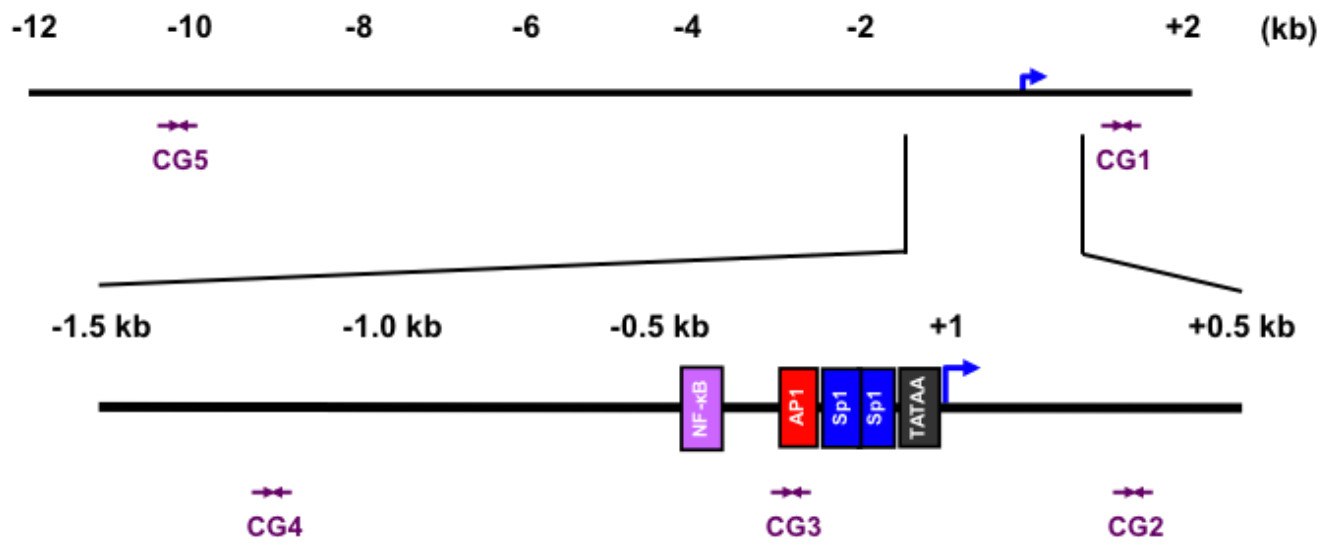 -12 -10 -8 -6 -4 -2 +2 (kb)
CG5 CG1
-1.5 kb -1.0 kb -0.5 kb +1 +0.5 kb
NF-κB AP1 Sp1 Sp1 TATAA
CG4 CG3 CG2